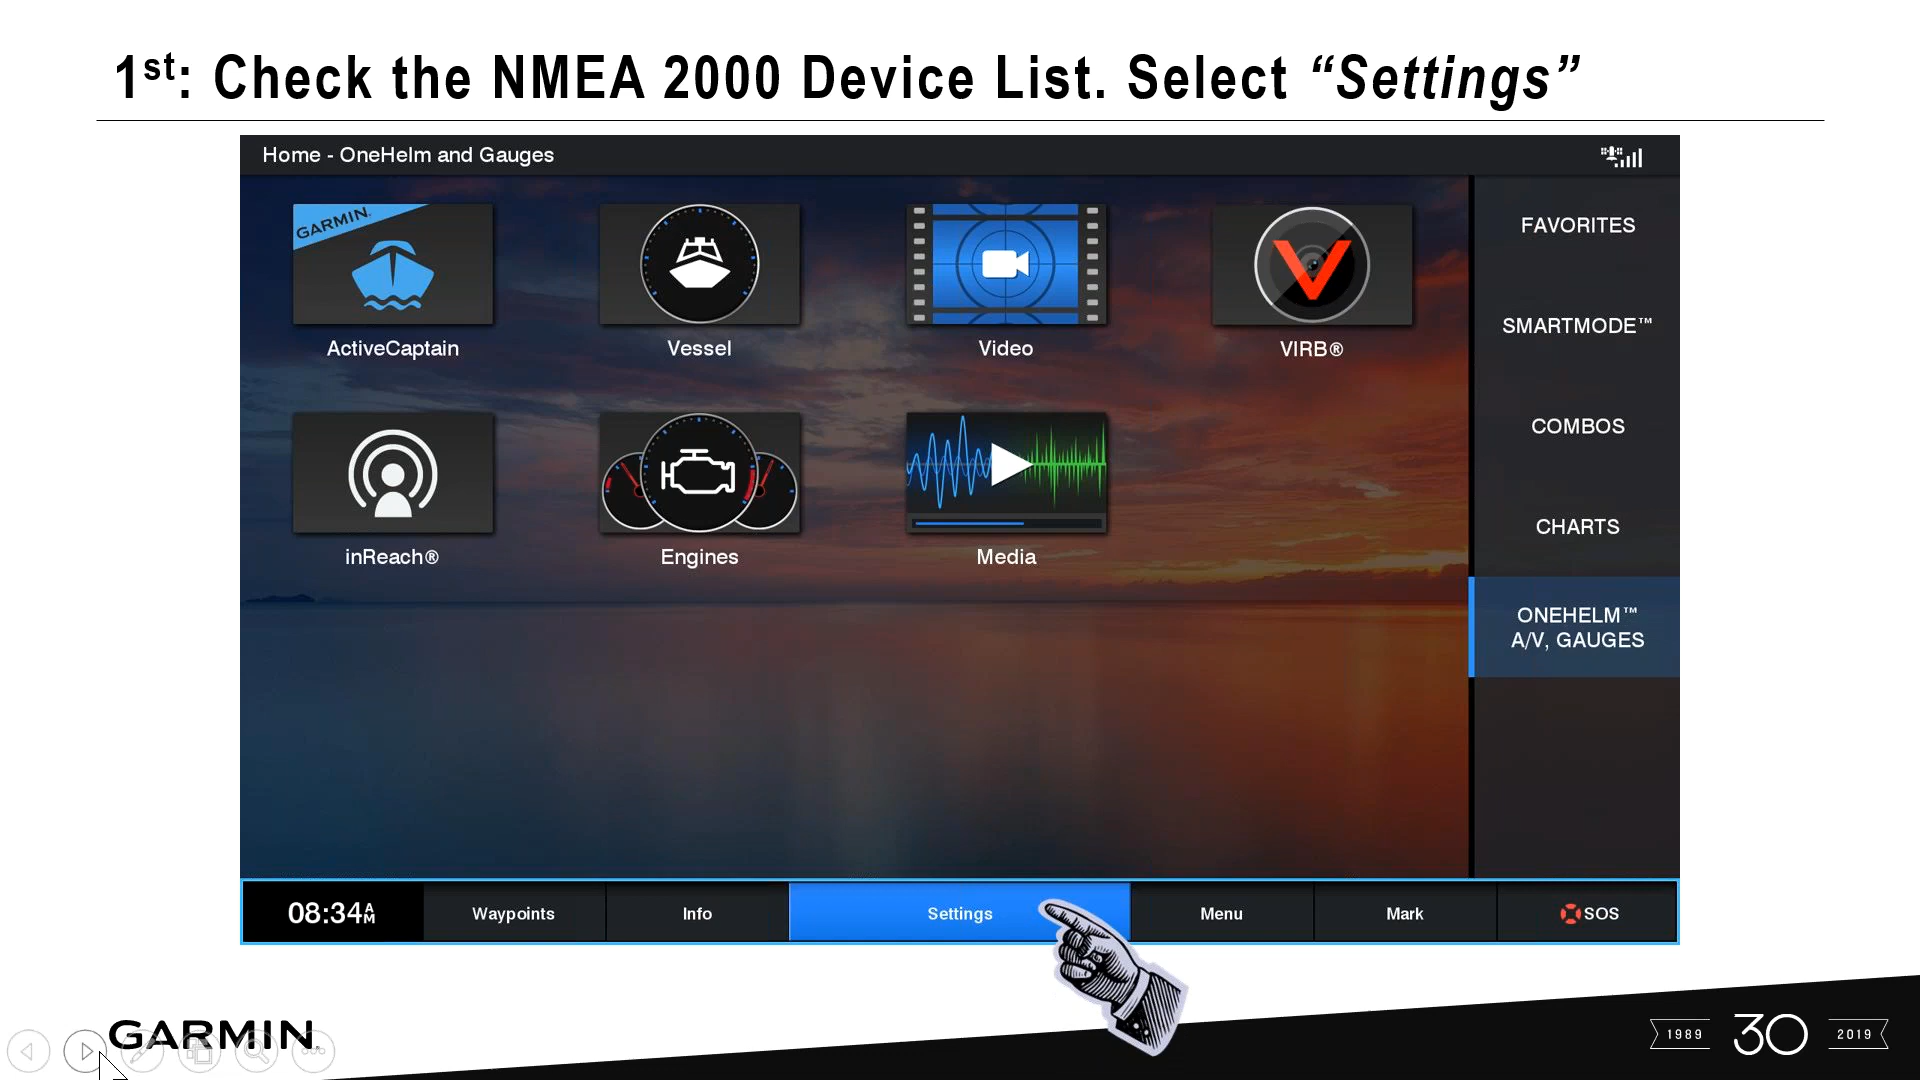 1st: Check the NMEA 2000 Device List. Select “Settings”
Home - OneHelm and Gauges
GARMIN.
ActiveCaptain
Vessel
Video
VIRB®
inReach®
Engines
Media
FAVORITES
SMARTMODE™
COMBOS
CHARTS
ONEHELM™
A/V, GAUGES
08:34AM
Waypoints
Info
Settings
Menu
Mark
SOS
GARMIN.
1989
30
2019